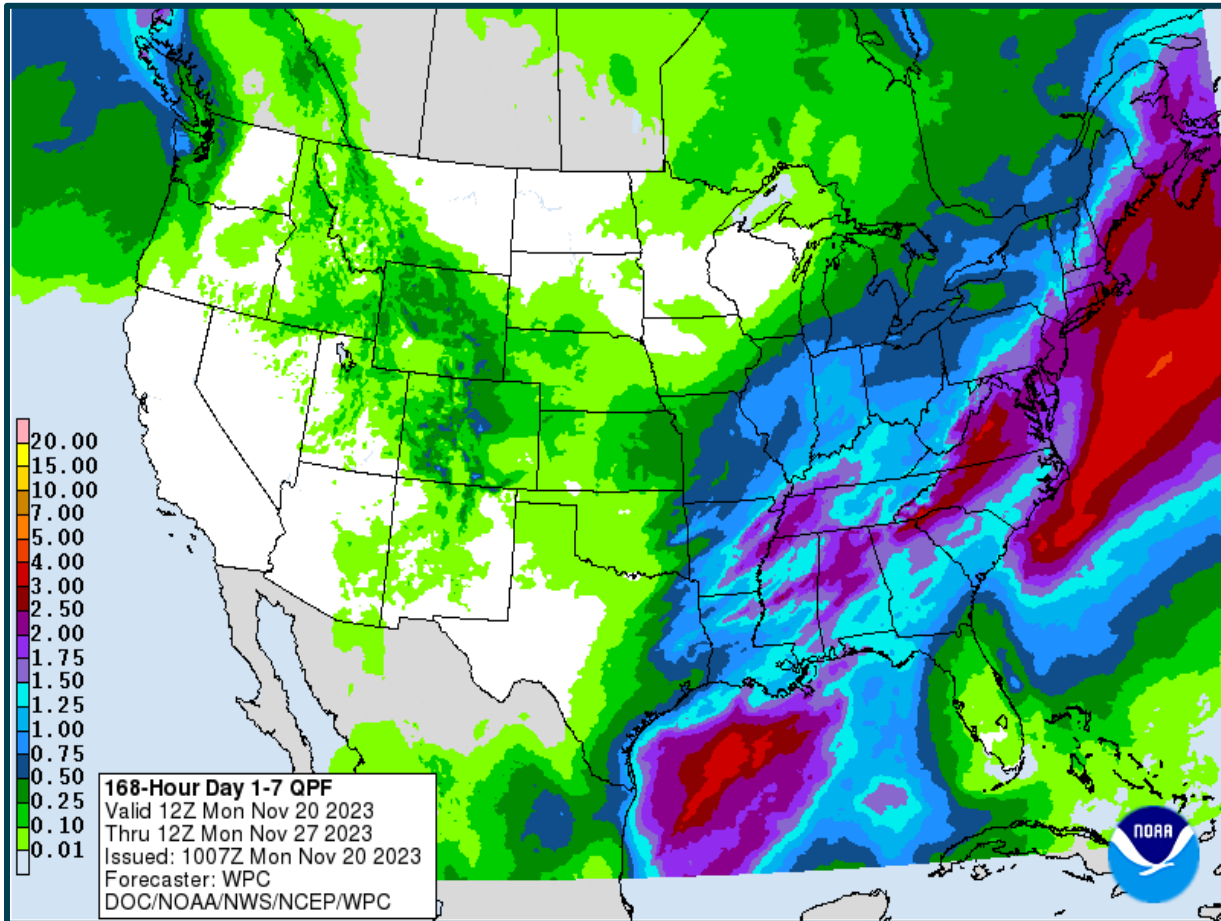 20.00
15.00
10.00
7.00
5.00
4.00
3.00
2.50
2.00
1.75
1.50
1.25
1.00
0.75
0.50
0.25
0.10
0.01
168-Hour Day 1-7 QPF
Valid 12Z Mon Nov 20 2023
Thru 12Z Mon Nov 27 2023
Issued: 1007Z Mon Nov 20 2023
Forecaster: WPC
DOC/NOAA/NWS/NCEP/WPC
NOAA